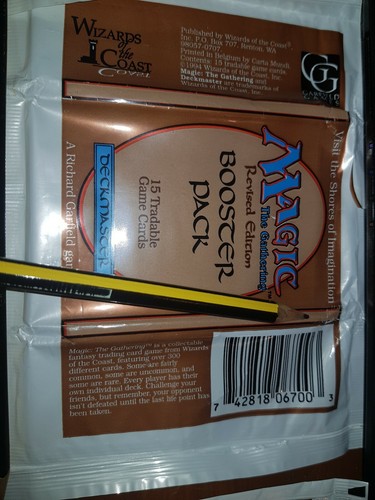 WIZARDS
of the
COAST
Published by Wizards of the Coast,
Inc. P.O. Box 707, Renton, WA
98057-0707.
Printed in Belgium by Carta Mundi
Contents: 15 tradable game cards.
©1994 Wizards of the Coast, Inc.
Magic: The Gathering and
Deckmaster are trademarks of
Wizards of the Coast, Inc.
Visit the Shores of Imagination
MAGIC
The Gathering™
Revised Edition
BOOSTER
PACK
15 Tradable
Game Cards
DECKMASTER
A Richard Garfield gam
Magic: The Gathering™ is a collectable
fantasy trading card game from Wizards
of the Coast, featuring over 300
different cards. Some are fairly
common, some are uncommon, and
some are rare. Every player has their
own individual deck. Challenge your
friends, but remember, your opponent
isn't defeated until the last life point has
been taken.
7 42818 06700 3